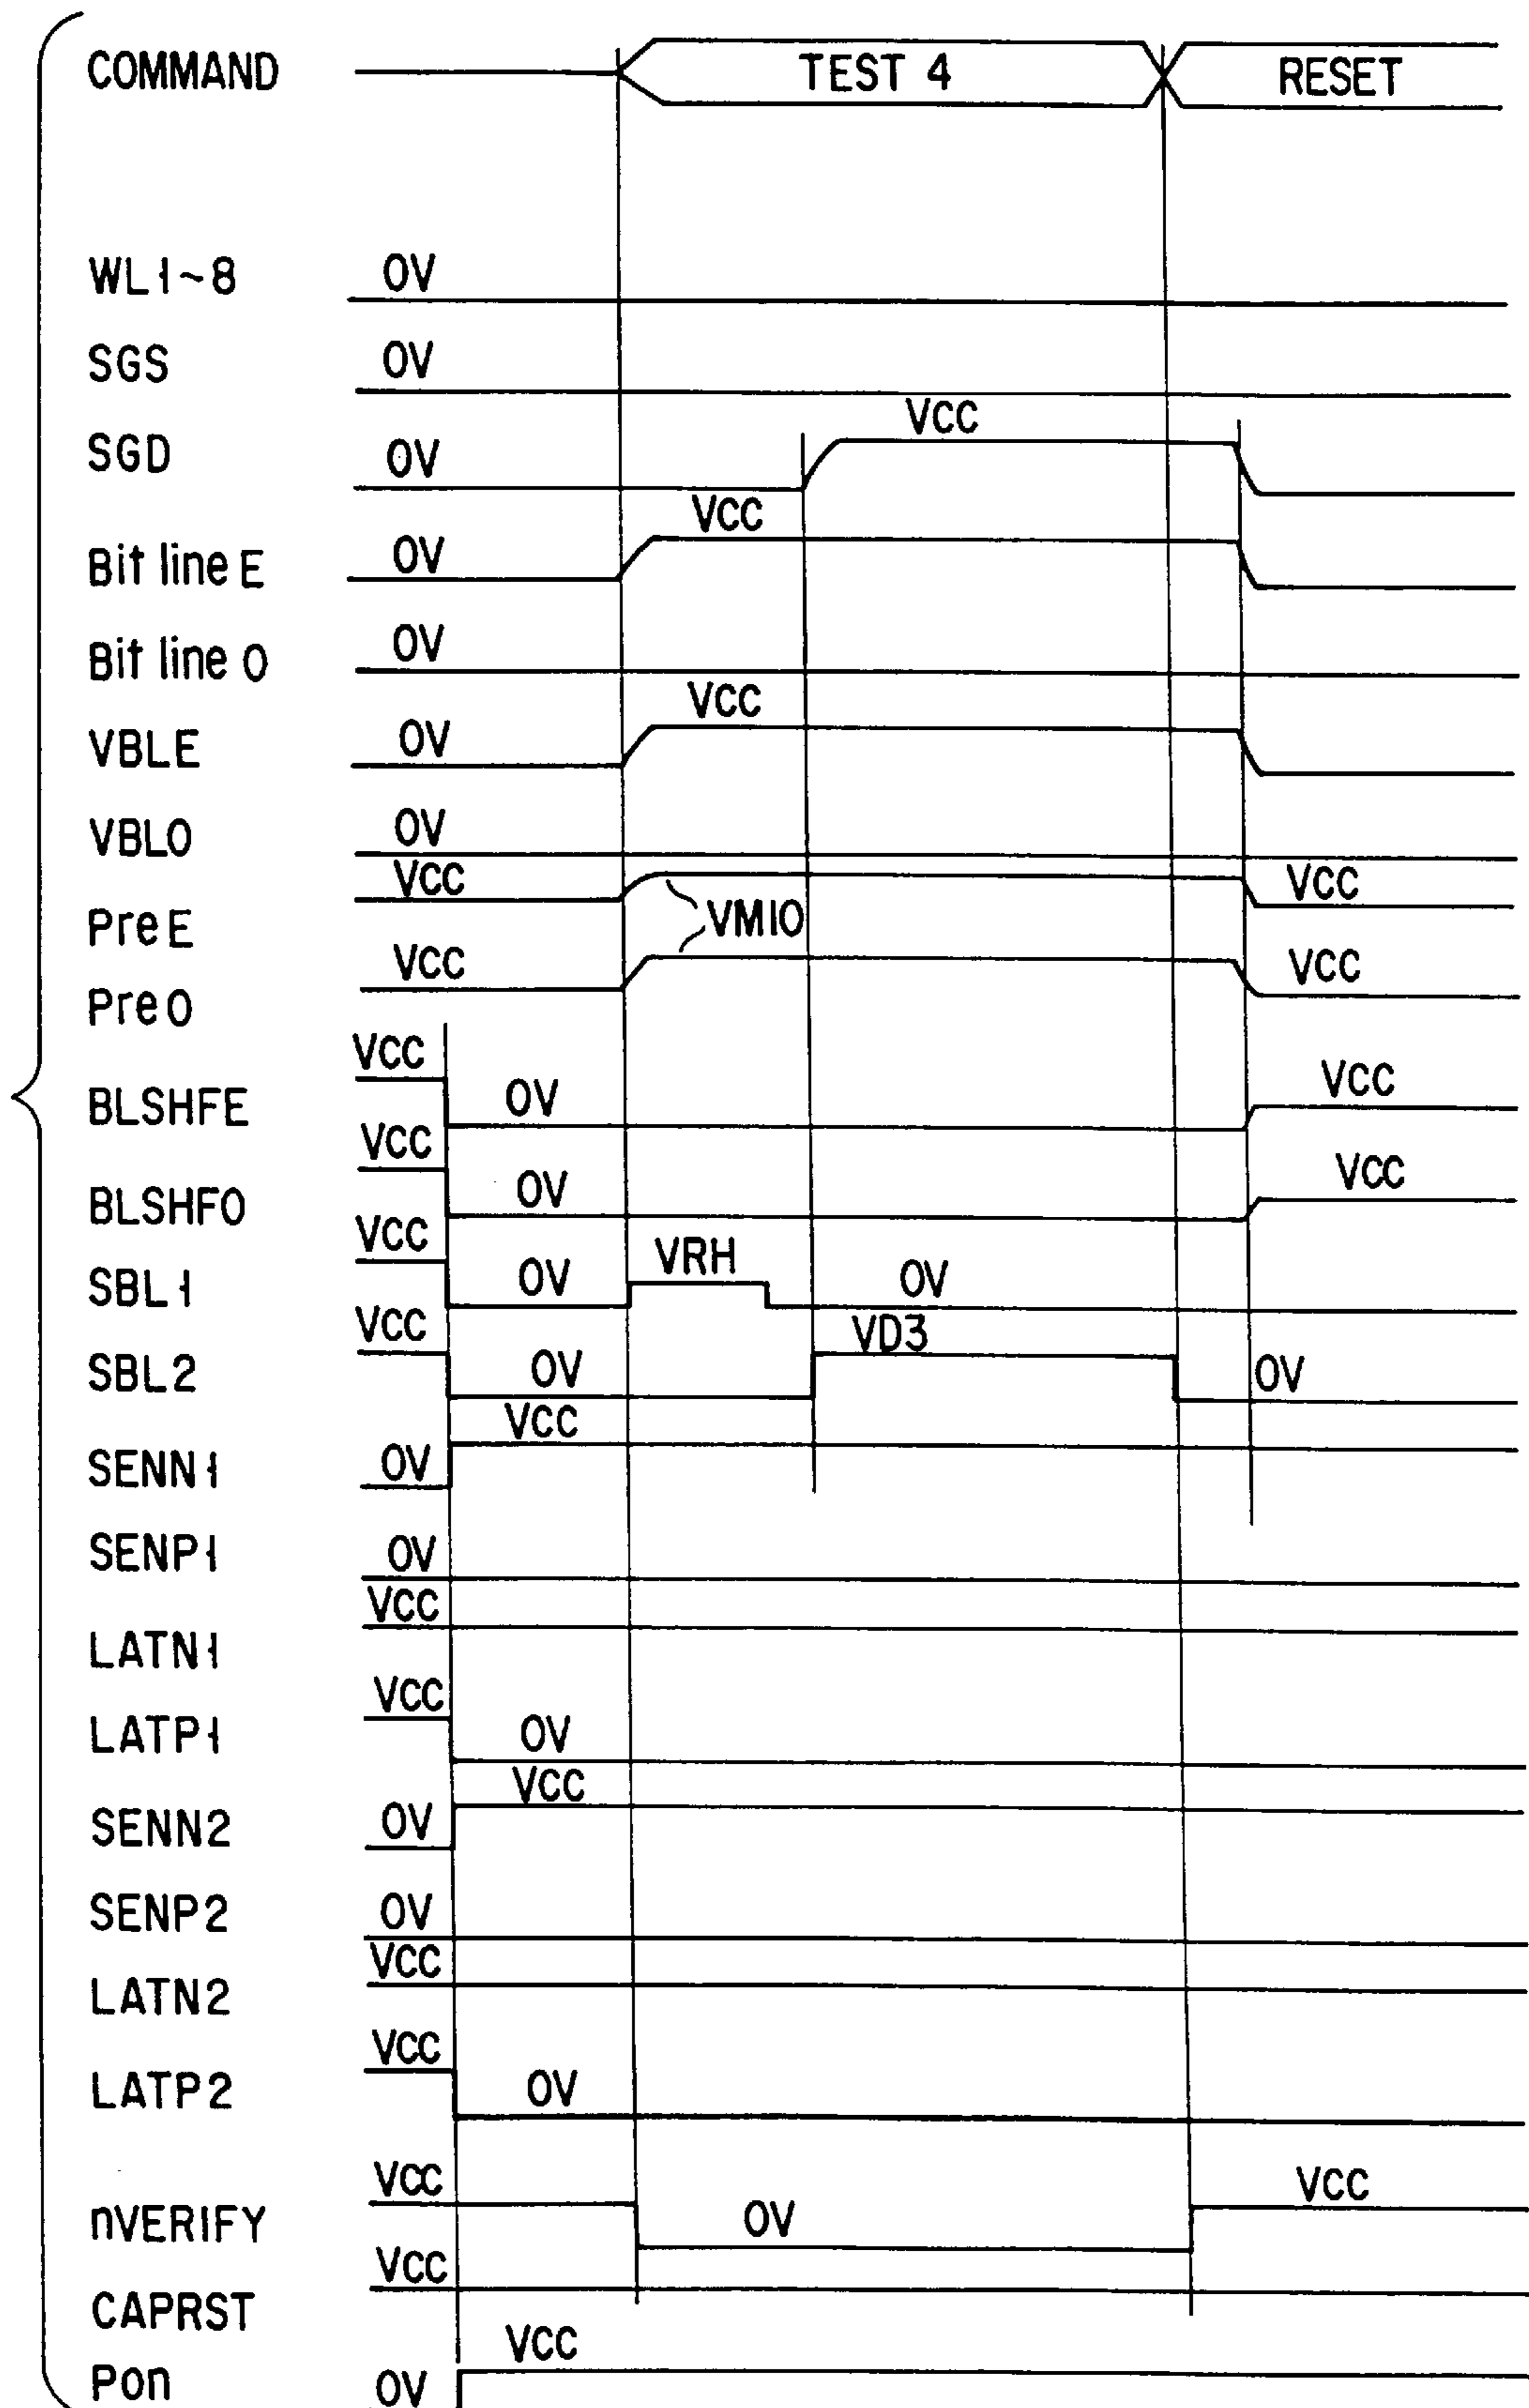 COMMAND TEST 4 RESET
WL1~8 0V
SGS 0V
SGD 0V VCC
Bit line E 0V VCC
Bit line O 0V
VBLE 0V VCC
VBLO 0V
PreE VCC VM10 VCC
PreO VCC VCC
BLSHFE VCC 0V VCC
BLSHFO VCC 0V VCC
SBL1 VCC 0V VRH 0V
SBL2 VCC 0V VD3 0V
SENN1 0V VCC
SENP1 0V
LATN1 VCC
LATP1 VCC 0V
SENN2 0V VCC
SENP2 0V
LATN2 VCC
LATP2 VCC 0V
nVERIFY VCC 0V VCC
CAPRST VCC
Pon 0V VCC